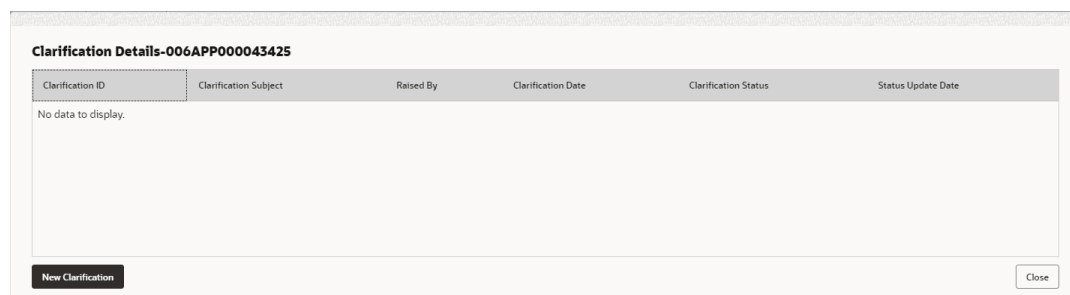 Clarification Details-006APP000043425
Clarification ID Clarification Subject Raised By Clarification Date Clarification Status Status Update Date
No data to display.
New Clarification Close